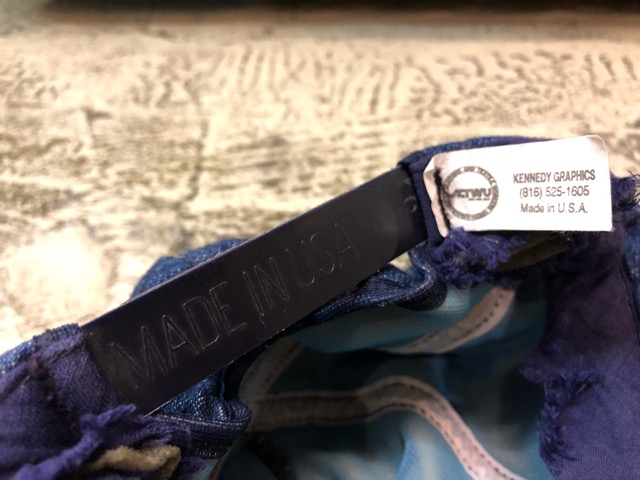 KENNEDY GRAPHICS
(816) 525-1605
Made in U.S.A.
MADE IN USA